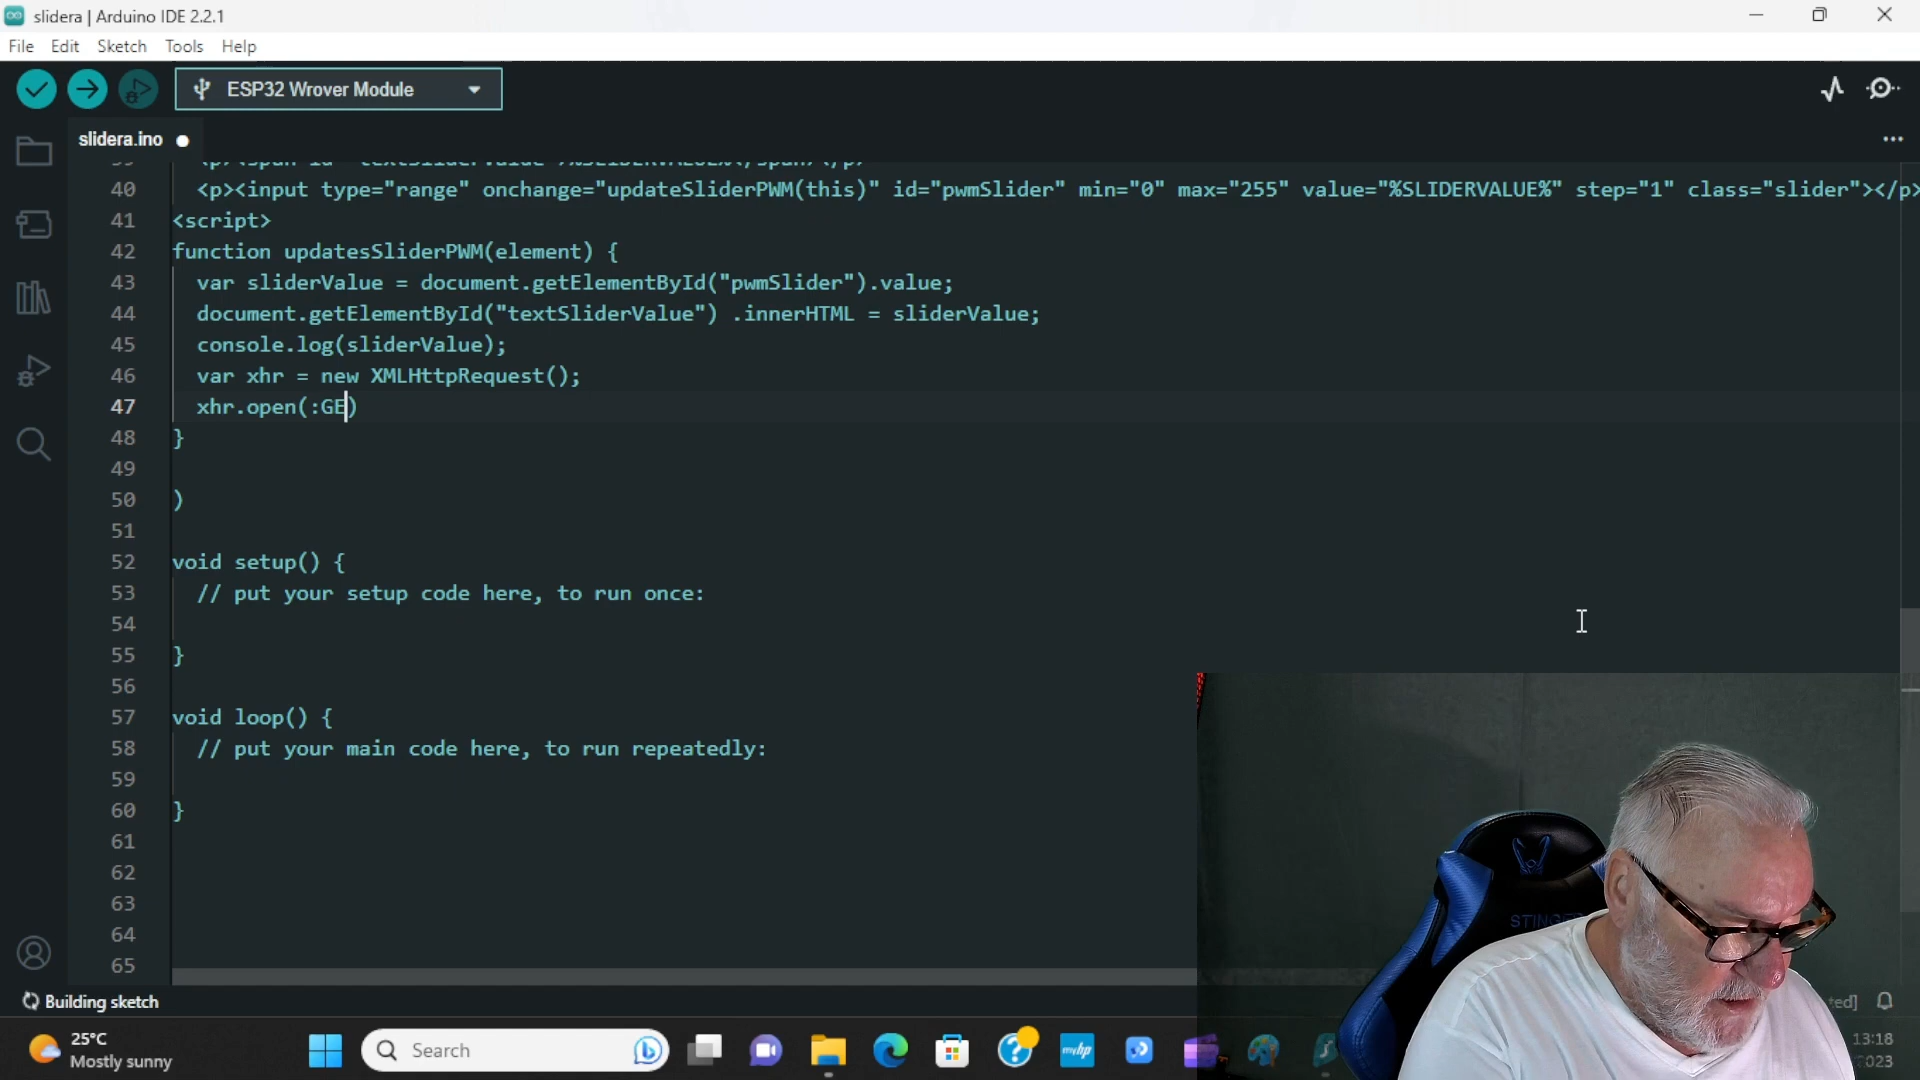 slidera | Arduino IDE 2.2.1
File Edit Sketch Tools Help
ESP32 Wrover Module
slidera.ino
40 <p><input type="range" onchange="updateSliderPWM(this)" id="pwmSlider" min="0" max="255" value="%SLIDERVALUE%" step="1" class="slider"></p>
41 <script>
42 function updatesSliderPWM(element) {
43 var sliderValue = document.getElementById("pwmSlider").value;
44 document.getElementById("textSliderValue") .innerHTML = sliderValue;
45 console.log(sliderValue);
46 var xhr = new XMLHttpRequest();
47 xhr.open(:GE)
48 }
49
50 )
51
52 void setup() {
53 // put your setup code here, to run once:
54
55 }
56
57 void loop() {
58 // put your main code here, to run repeatedly:
59
60 }
61
62
63
64
65
Building sketch
ted]
25°C
Mostly sunny
Search
myhp
STINGE
13:18
023